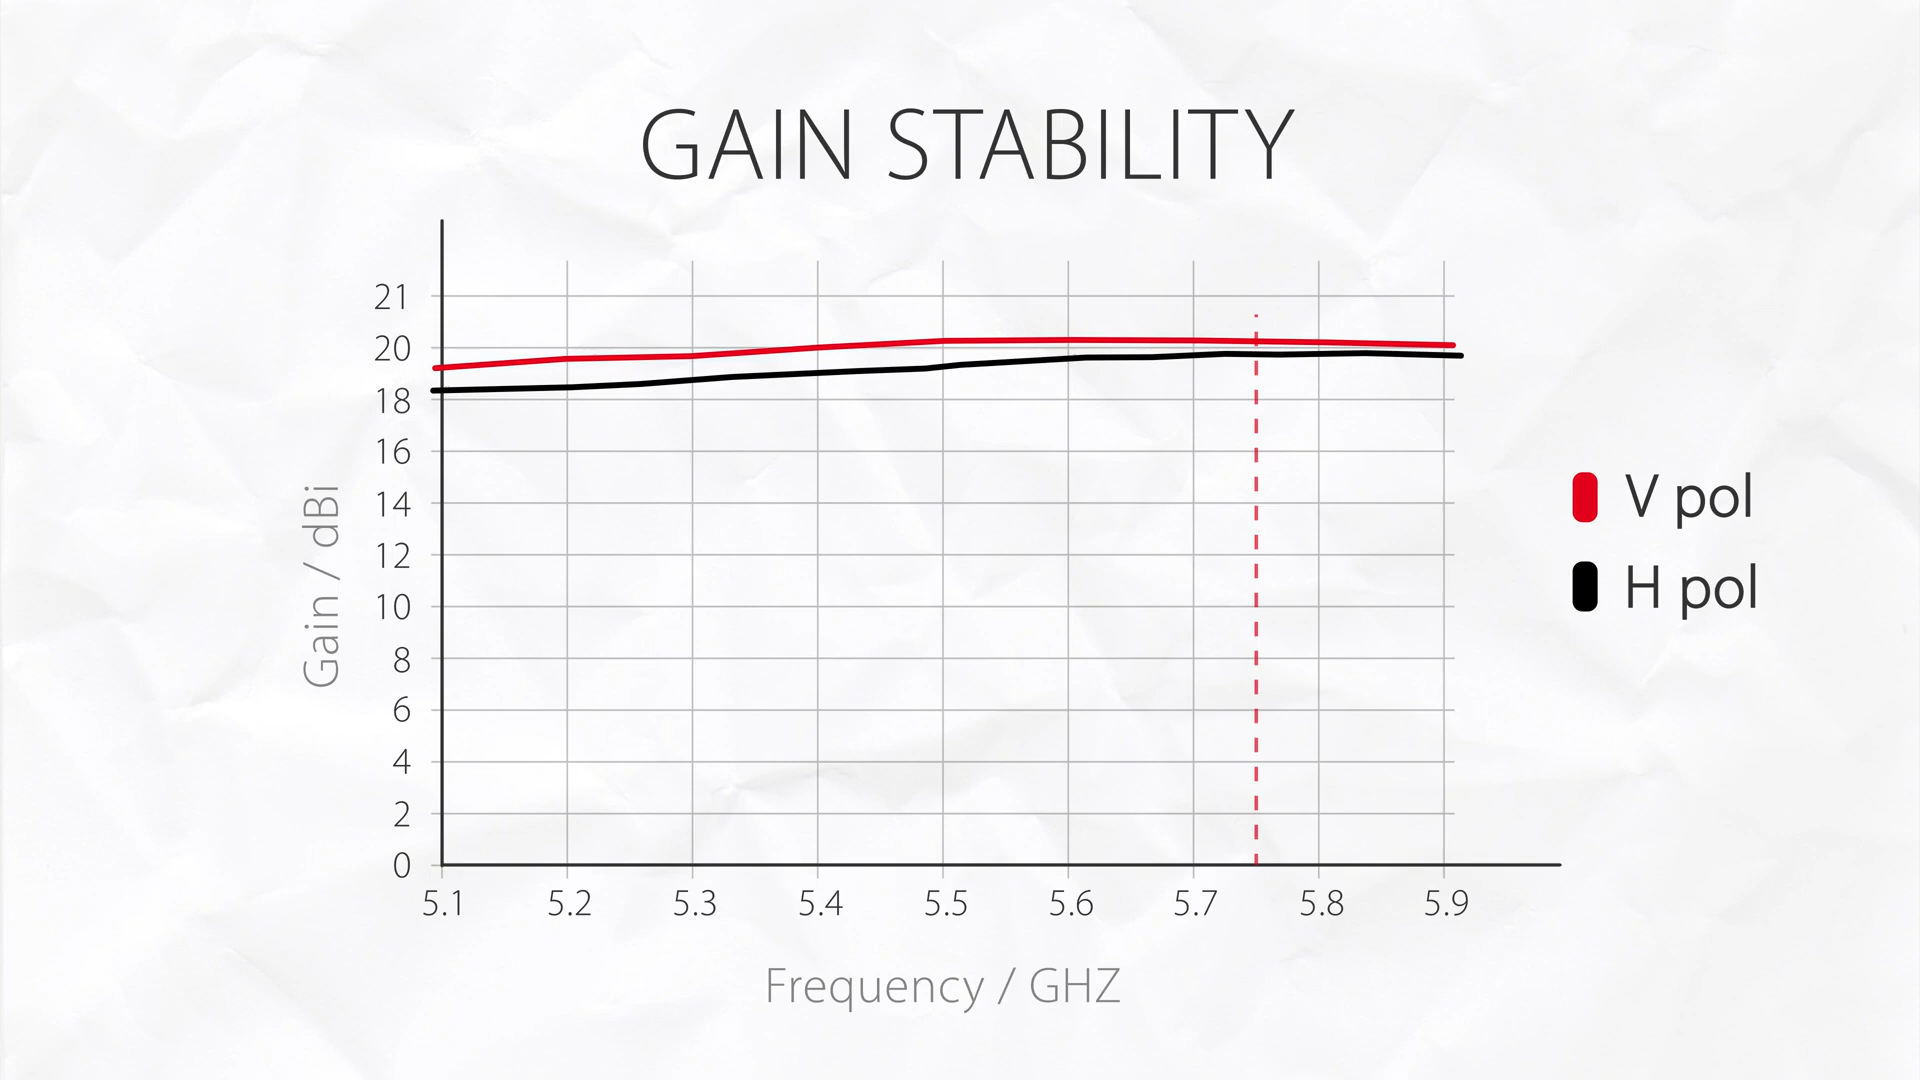 GAIN STABILITY
21
20
18
16
14
12
10
8
6
4
2
0
Gain / dBi
5.1 5.2 5.3 5.4 5.5 5.6 5.7 5.8 5.9
Frequency / GHZ
V pol
H pol